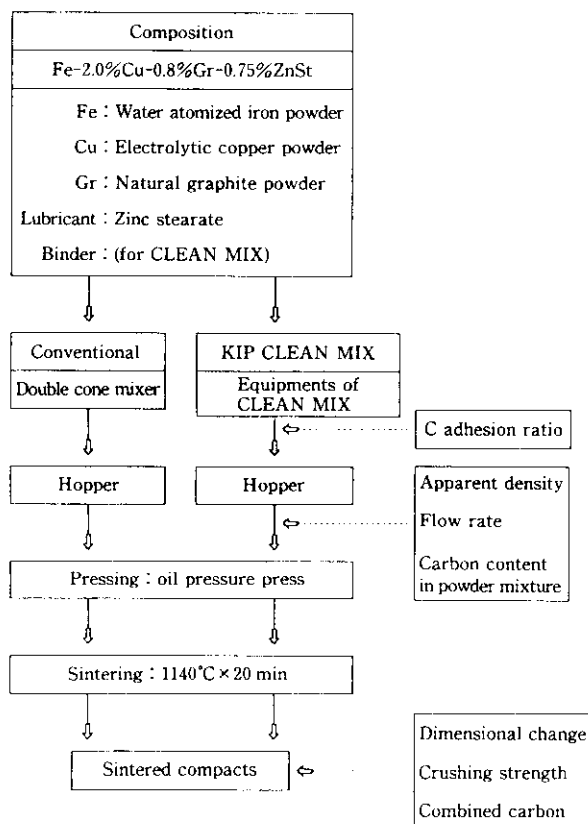 Composition
Fe-2.0%Cu-0.8%Gr-0.75%ZnSt
Fe : Water atomized iron powder
Cu : Electrolytic copper powder
Gr : Natural graphite powder
Lubricant : Zinc stearate
Binder : (for CLEAN MIX)
Conventional
Double cone mixer
KIP CLEAN MIX
Equipments of
CLEAN MIX
C adhesion ratio
Hopper
Hopper
Apparent density
Flow rate
Carbon content
in powder mixture
Pressing : oil pressure press
Sintering : 1140°C × 20 min
Sintered compacts
Dimensional change
Crushing strength
Combined carbon